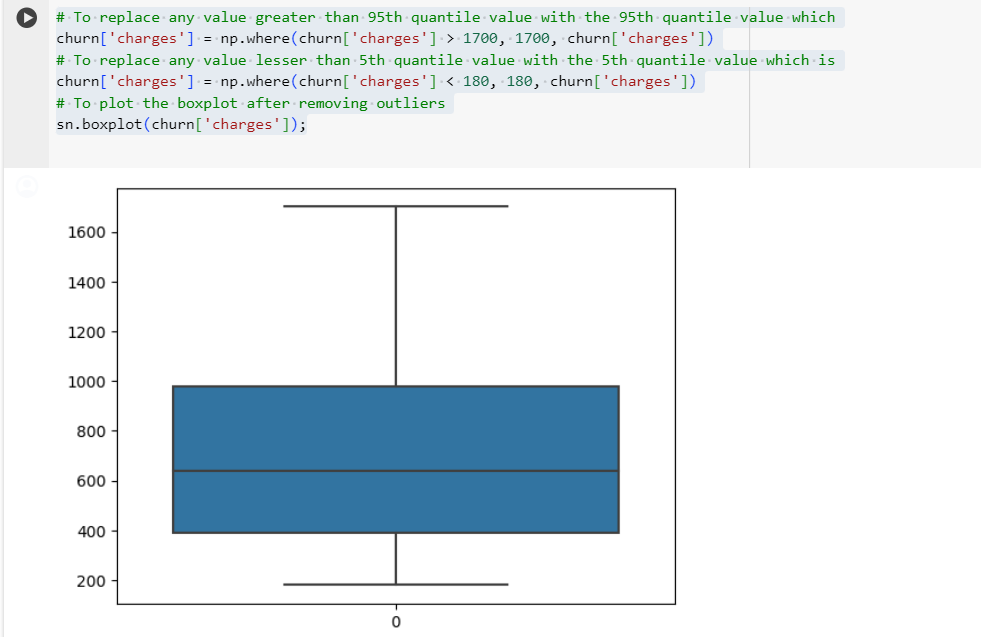 # To replace any value greater than 95th quantile value with the 95th quantile value which
churn['charges'] = np.where(churn['charges'] > 1700, 1700, churn['charges'])
# To replace any value lesser than 5th quantile value with the 5th quantile value which is
churn['charges'] = np.where(churn['charges'] < 180, 180, churn['charges'])
# To plot the boxplot after removing outliers
sn.boxplot(churn['charges']);
1600
1400
1200
1000
800
600
400
200
0